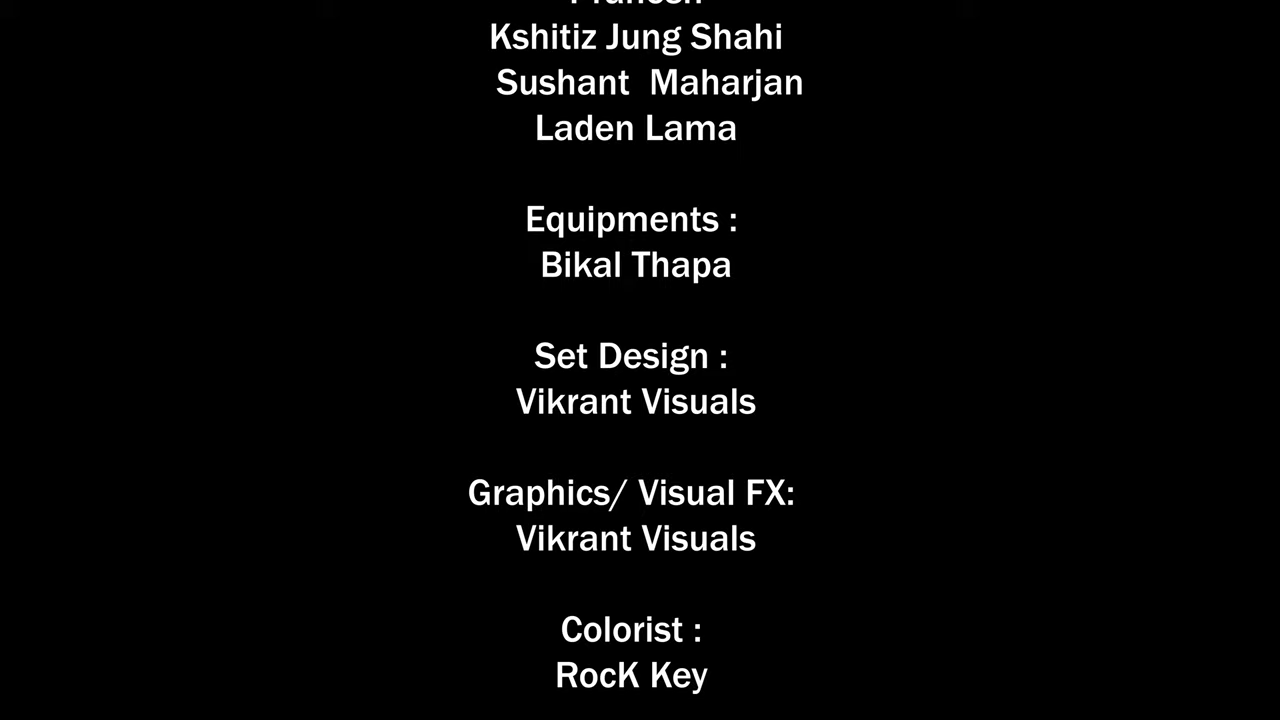 Kshitiz Jung Shahi
Sushant Maharjan
Laden Lama
Equipments :
Bikal Thapa
Set Design :
Vikrant Visuals
Graphics/ Visual FX:
Vikrant Visuals
Colorist :
RocK Key